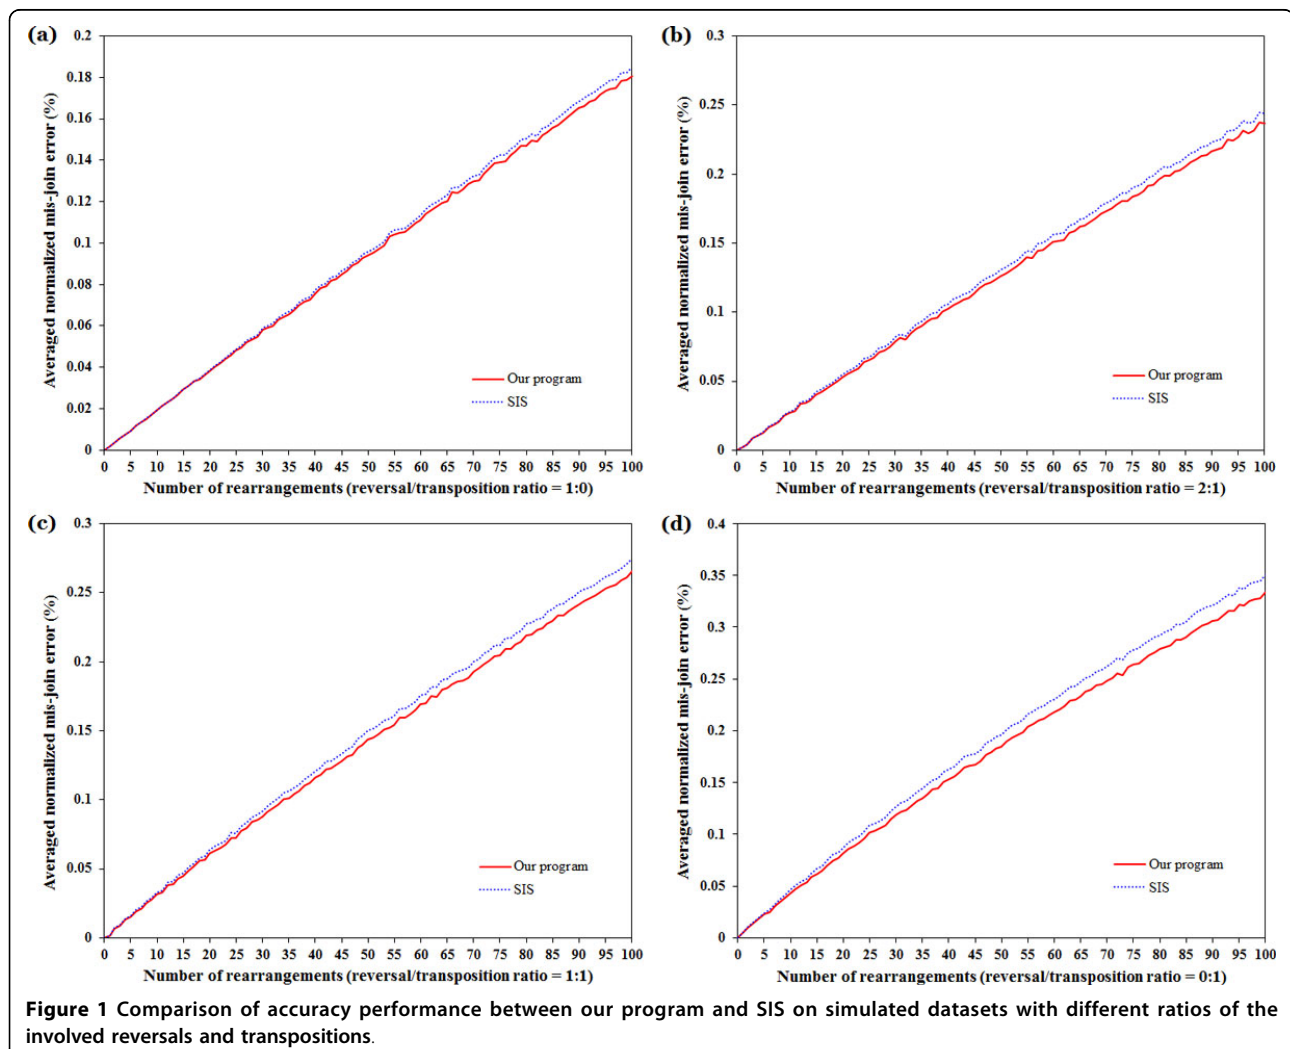 (a)
0.2
0.18
0.16
0.14
0.12
0.1
0.08
0.06
0.04
0.02
0
Averaged normalized mis-join error (%)
Our program
SIS
0 5 10 15 20 25 30 35 40 45 50 55 60 65 70 75 80 85 90 95 100
Number of rearrangements (reversal/transposition ratio = 1:0)
(b)
0.3
0.25
0.2
0.15
0.1
0.05
0
Averaged normalized mis-join error (%)
Our program
SIS
0 5 10 15 20 25 30 35 40 45 50 55 60 65 70 75 80 85 90 95 100
Number of rearrangements (reversal/transposition ratio = 2:1)
(c)
0.3
0.25
0.2
0.15
0.1
0.05
0
Averaged normalized mis-join error (%)
Our program
SIS
0 5 10 15 20 25 30 35 40 45 50 55 60 65 70 75 80 85 90 95 100
Number of rearrangements (reversal/transposition ratio = 1:1)
(d)
0.4
0.35
0.3
0.25
0.2
0.15
0.1
0.05
0
Averaged normalized mis-join error (%)
Our program
SIS
0 5 10 15 20 25 30 35 40 45 50 55 60 65 70 75 80 85 90 95 100
Number of rearrangements (reversal/transposition ratio = 0:1)
Figure 1 Comparison of accuracy performance between our program and SIS on simulated datasets with different ratios of the
involved reversals and transpositions.